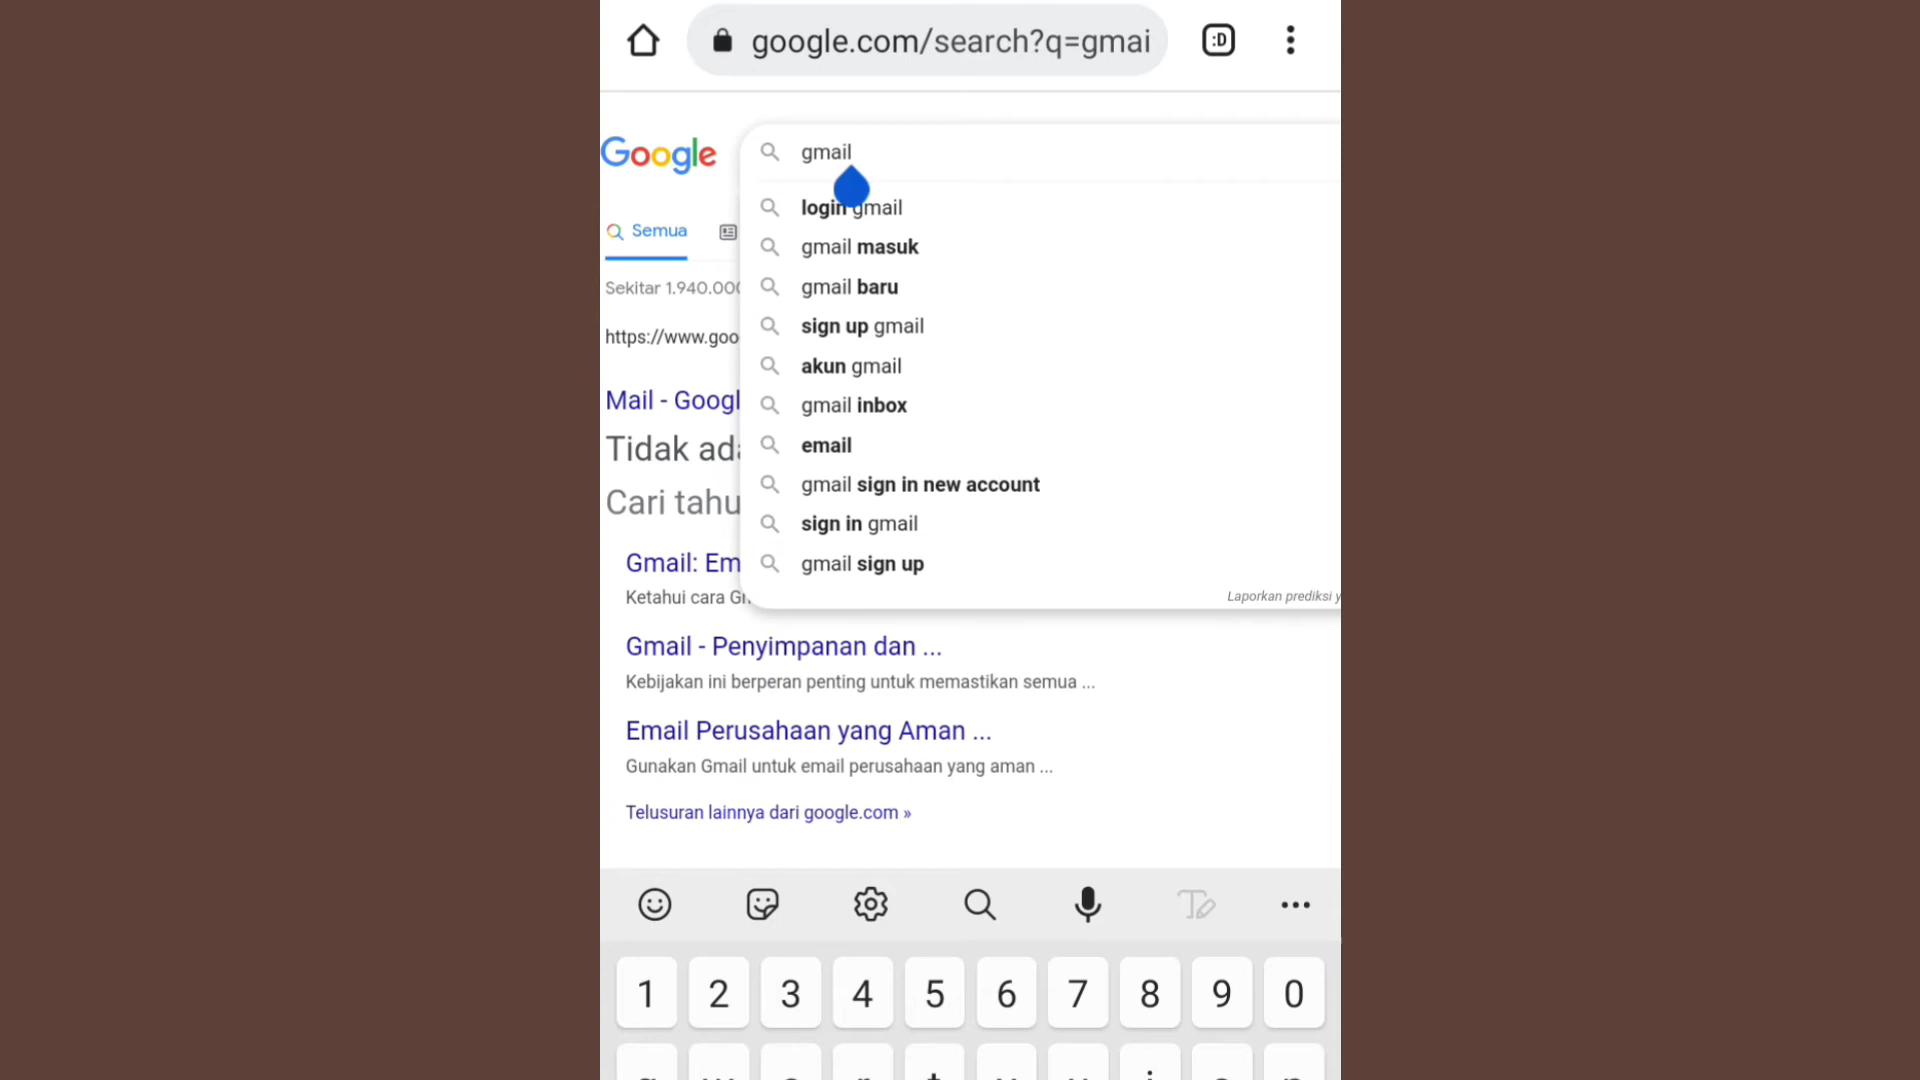 google.com/search?q=gmai
:D
Google
gmail
login gmail
Semua
gmail masuk
gmail baru
Sekitar 1.940.000
sign up gmail
https://www.goo
akun gmail
Mail - Googl
gmail inbox
Tidak ada
email
gmail sign in new account
Cari tahu
sign in gmail
Gmail: Em
gmail sign up
Ketahui cara Gm
Laporkan prediksi y
Gmail - Penyimpanan dan ...
Kebijakan ini berperan penting untuk memastikan semua ...
Email Perusahaan yang Aman ...
Gunakan Gmail untuk email perusahaan yang aman ...
Telusuran lainnya dari google.com »
1 2 3 4 5 6 7 8 9 0